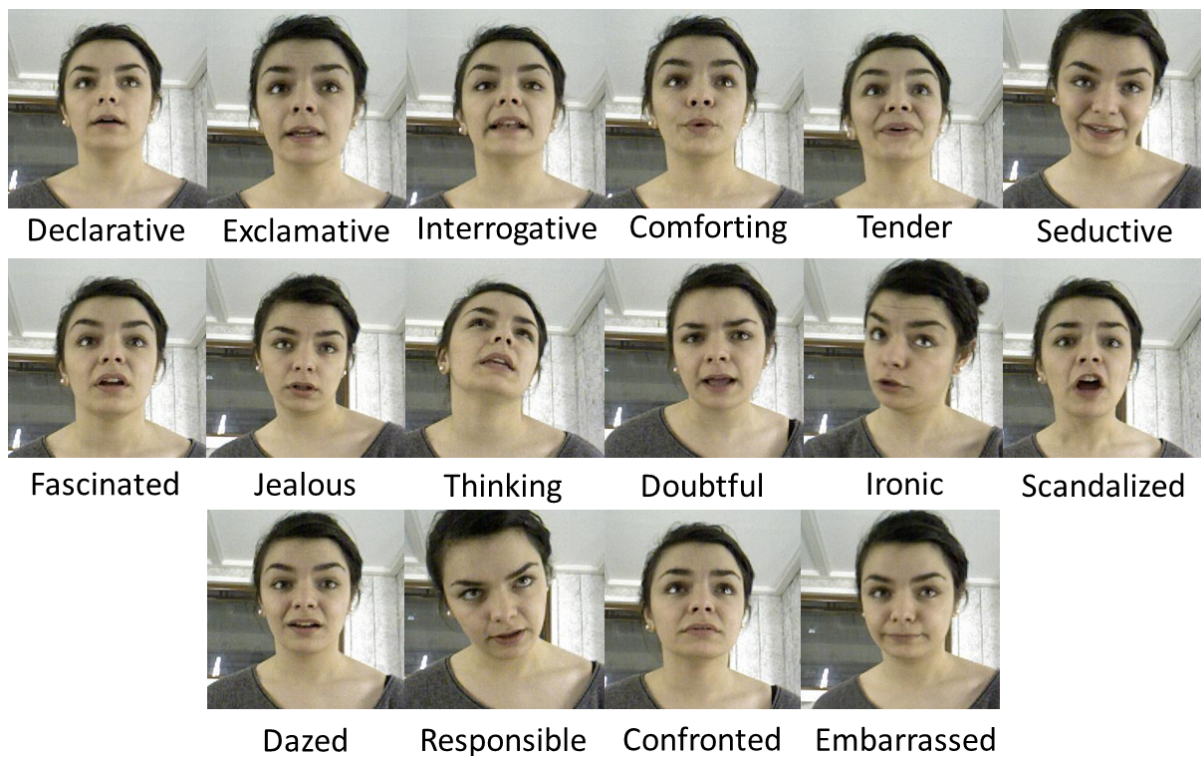 Declarative Exclamative Interrogative Comforting Tender Seductive
Fascinated Jealous Thinking Doubtful Ironic Scandalized
Dazed Responsible Confronted Embarrassed